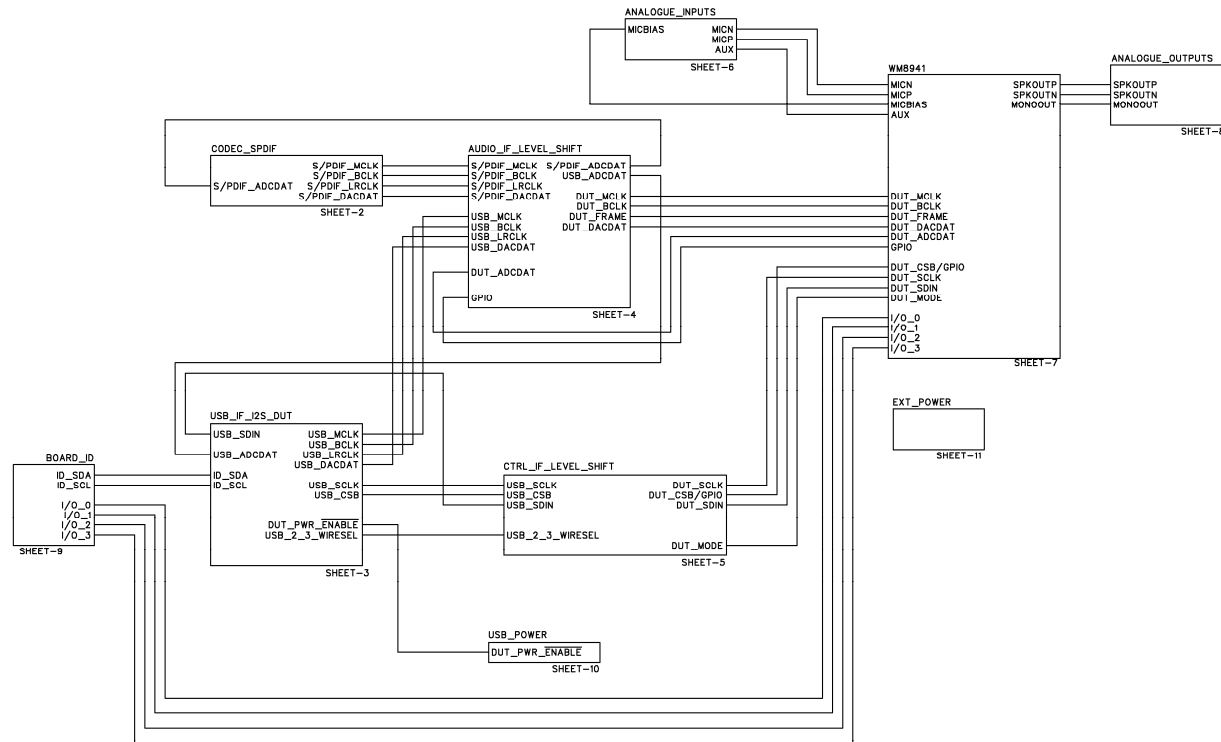 ANALOGUE_INPUTS
MICBIAS
MICN
MICP
AUX
SHEET-6
WM8941
MICN
MICP
MICBIAS
AUX
SPKOUTP
SPKOUTN
MONOOUT
DUT_MCLK
DUT_BCLK
DUT_FRAME
DUT_DACDAT
DUT_ADCDAT
GPIO
DUT_CSB/GPIO
DUT_SCLK
DUT_SDIN
DUT_MODE
I/O_0
I/O_1
I/O_2
I/O_3
SHEET-7
ANALOGUE_OUTPUTS
SPKOUTP
SPKOUTN
MONOOUT
SHEET-8
CODEC_SPDIF
S/PDIF_ADCDAT
S/PDIF_MCLK
S/PDIF_BCLK
S/PDIF_LRCLK
S/PDIF_DACDAT
SHEET-2
AUDIO_IF_LEVEL_SHIFT
S/PDIF_MCLK
S/PDIF_BCLK
S/PDIF_LRCLK
S/PDIF_DACDAT
USB_MCLK
USB_BCLK
USB_LRCLK
USB_DACDAT
DUT_ADCDAT
GPIO
S/PDIF_ADCDAT
USB_ADCDAT
DUT_MCLK
DUT_BCLK
DUT_FRAME
DUT_DACDAT
SHEET-4
EXT_POWER
SHEET-11
USB_IF_I2S_DUT
USB_SDIN
USB_ADCDAT
ID_SDA
ID_SCL
USB_MCLK
USB_BCLK
USB_LRCLK
USB_DACDAT
USB_SCLK
USB_CSB
DUT_PWR_ENABLE
USB_2_3_WIRESEL
SHEET-3
BOARD_ID
ID_SDA
ID_SCL
I/O_0
I/O_1
I/O_2
I/O_3
SHEET-9
CTRL_IF_LEVEL_SHIFT
USB_SCLK
USB_CSB
USB_SDIN
USB_2_3_WIRESEL
DUT_SCLK
DUT_CSB/GPIO
DUT_SDIN
DUT_MODE
SHEET-5
USB_POWER
DUT_PWR_ENABLE
SHEET-10